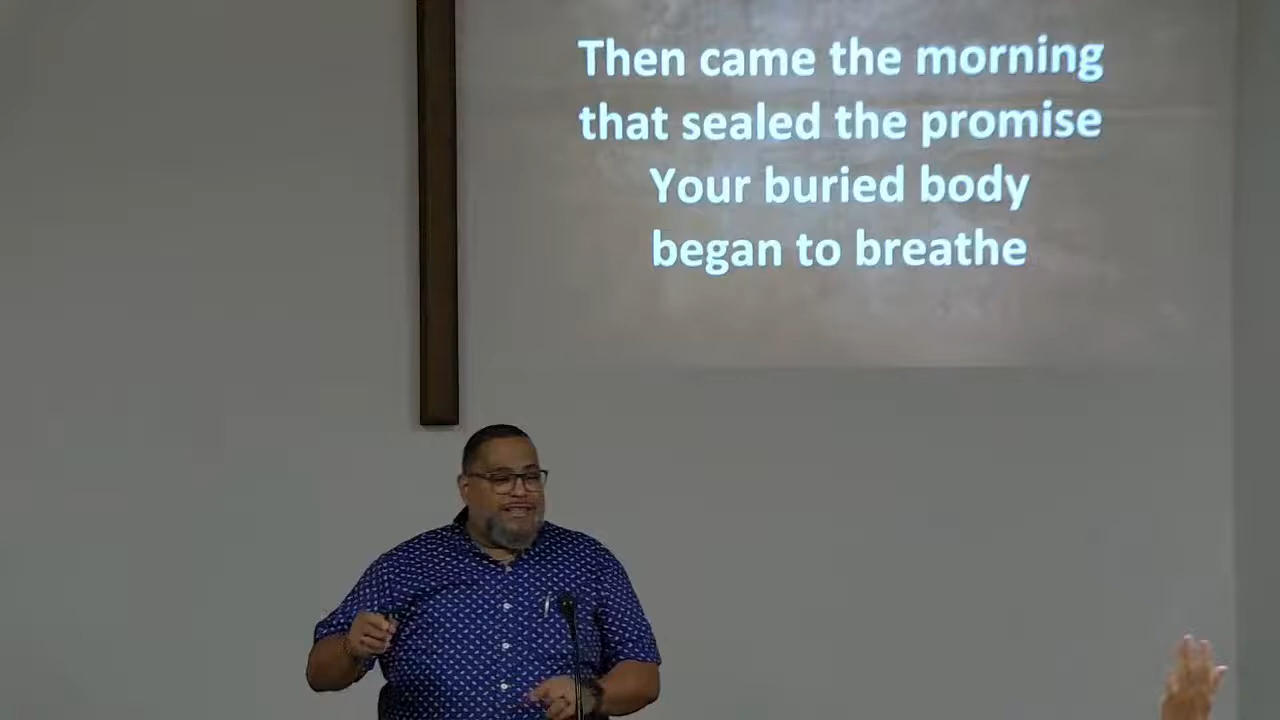 Then came the morning
that sealed the promise
Your buried body
began to breathe